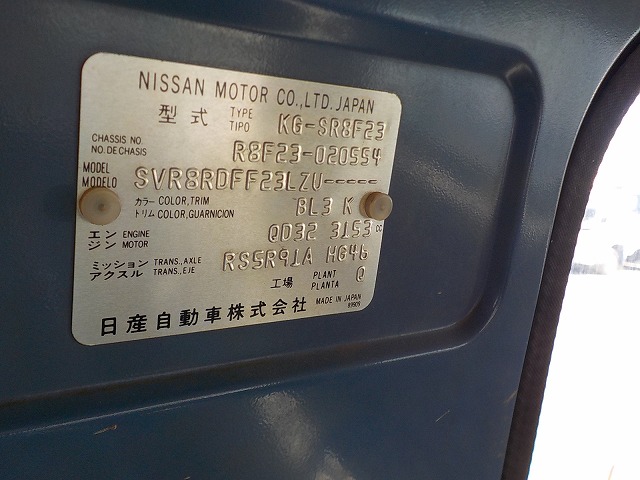 NISSAN MOTOR CO.,LTD. JAPAN
型式 TYPE TIPO KG-SR8F23
CHASSIS NO. NO. DE CHASIS R8F23-020554
MODEL MODELO SVR8RDFF23LZU-----
カラー COLOR, TRIM トリム COLOR, GUARNICION BL3 K
エンジン ENGINE MOTOR QD32 3153 cc
ミッション TRANS., AXLE アクスル TRANS., EJE RS5R91A HG46
工場 PLANT PLANTA Q
日産自動車株式会社 MADE IN JAPAN